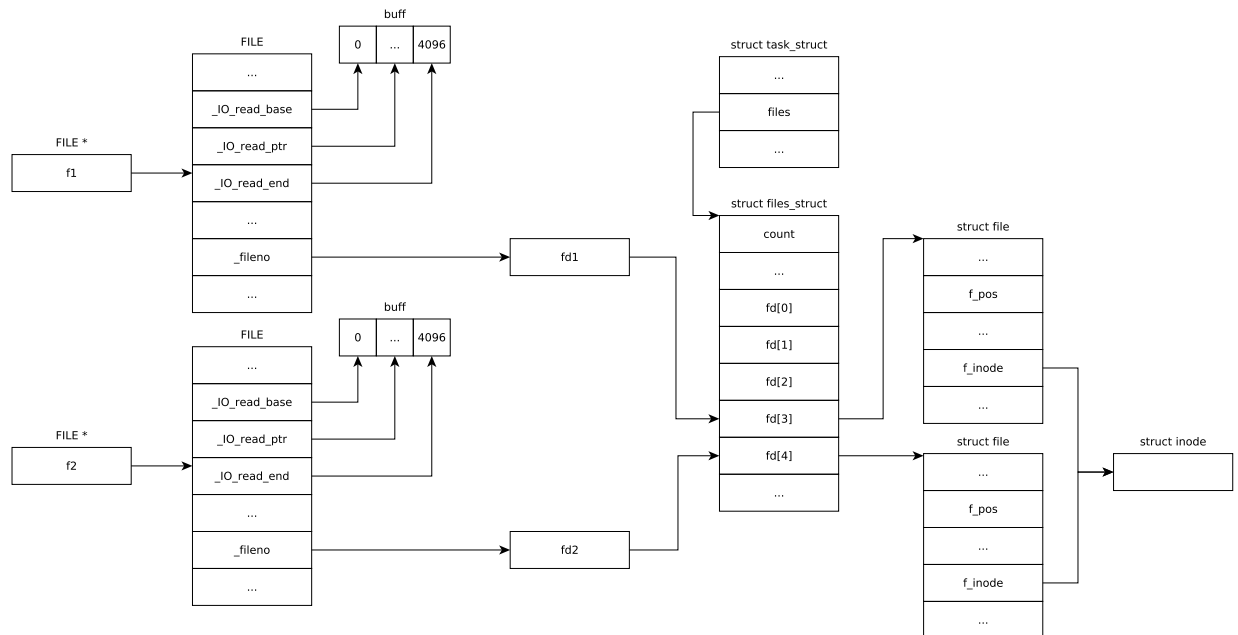 FILE *
f1
FILE
...
_IO_read_base
_IO_read_ptr
_IO_read_end
...
_fileno
...
buff
0 ... 4096
fd1
FILE *
f2
FILE
...
_IO_read_base
_IO_read_ptr
_IO_read_end
...
_fileno
...
buff
0 ... 4096
fd2
struct task_struct
...
files
...
struct files_struct
count
...
fd[0]
fd[1]
fd[2]
fd[3]
fd[4]
...
struct file
...
f_pos
...
f_inode
...
struct file
...
f_pos
...
f_inode
...
struct inode